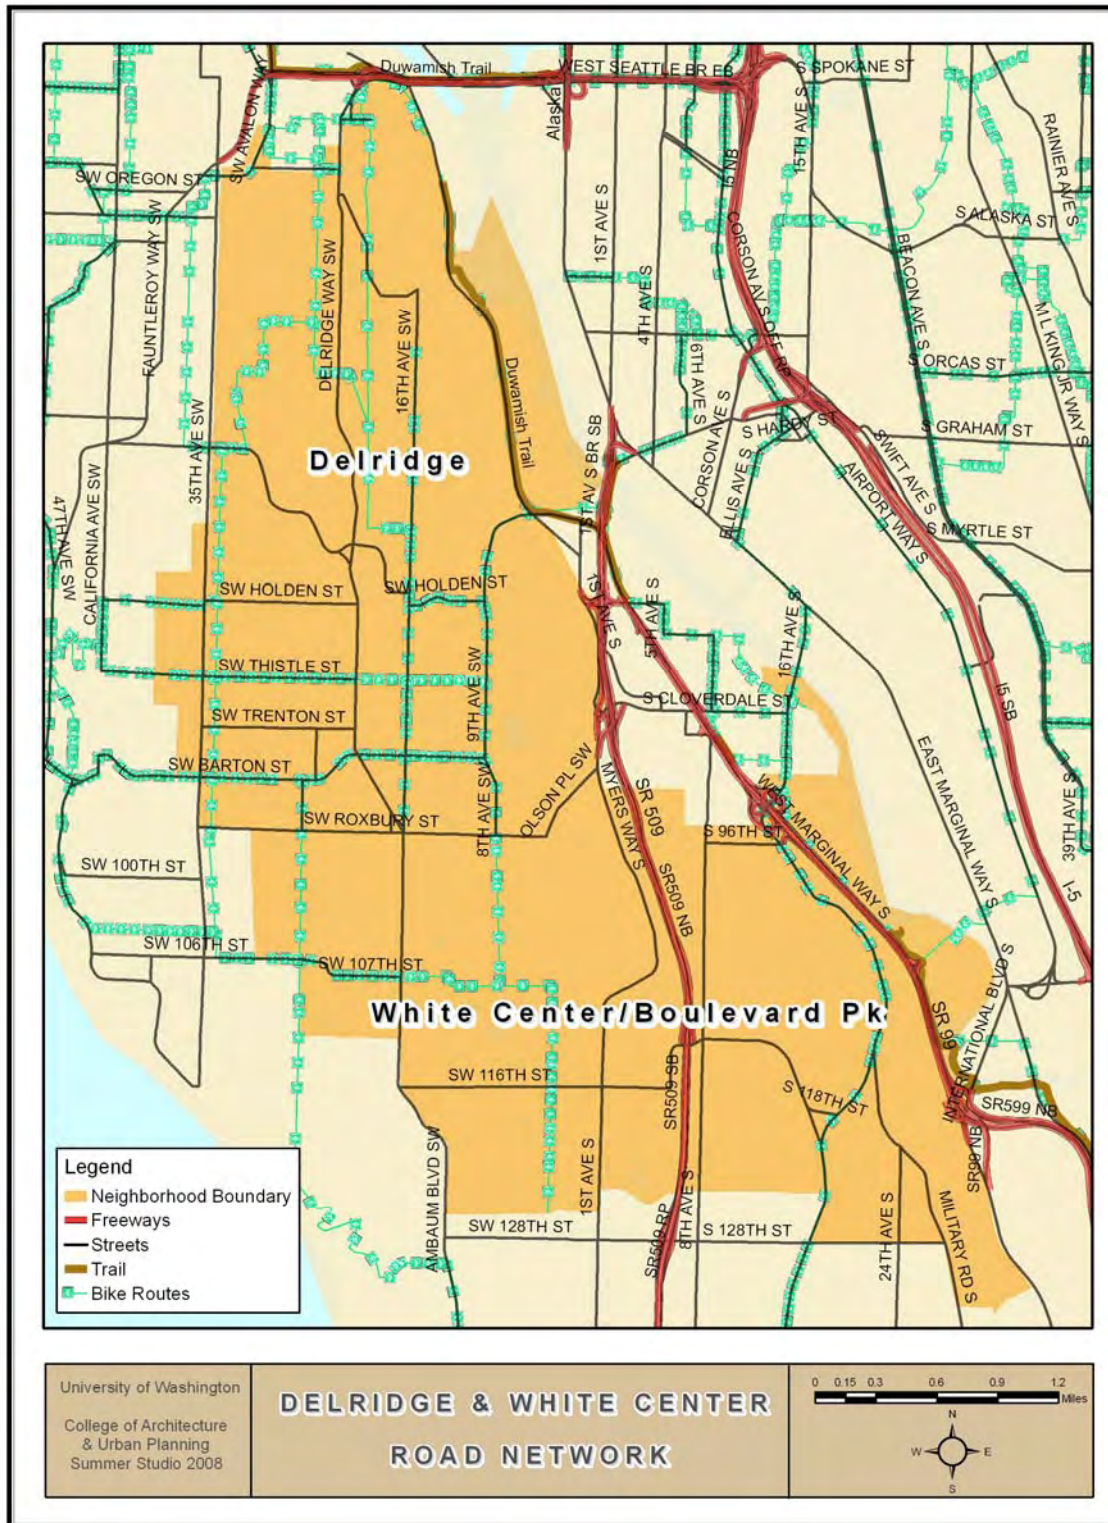 Duwamish Trail
WEST SEATTLE BR EB
S SPOKANE ST
SW AVALON WAY
Alaska
15TH AVE S
I5 NB
RAINIER AVE S
SW OREGON ST
S ALASKA ST
1ST AVE S
FAUNTLEROY WAY SW
DELRIDGE WAY SW
CORSON AV S OFF RP
BEACON AVE S
4TH AVE S
M L KING JR WAY S
16TH AVE SW
6TH AVE S
S ORCAS ST
Duwamish Trail
35TH AVE SW
CORSON AVE S
S HARDY ST
S GRAHAM ST
Delridge
1ST AV S BR SB
ELLIS AVE S
SWIFT AVE S
AIRPORT WAY S
47TH AVE SW
CALIFORNIA AVE SW
S MYRTLE ST
SW HOLDEN ST
SW HOLDEN ST
1ST AVE S
5TH AVE S
16TH AVE S
SW THISTLE ST
9TH AVE SW
S CLOVERDALE ST
I5 SB
SW TRENTON ST
SW BARTON ST
OLSON PL SW
MYERS WAY S
SR 509
WEST MARGINAL WAY S
EAST MARGINAL WAY S
39TH AVE S
8TH AVE SW
SW ROXBURY ST
S 96TH ST
SW 100TH ST
I-5
SR509 NB
SW 106TH ST
SW 107TH ST
White Center/Boulevard Pk
SR 99
INTERNATIONAL BLVD S
SW 116TH ST
SR509 SB
S 118TH ST
SR599 NB
SR99 NB
AMBAUM BLVD SW
1ST AVE S
8TH AVE S
24TH AVE S
MILITARY RD S
SW 128TH ST
SR509 RP
S 128TH ST
Legend
Neighborhood Boundary
Freeways
Streets
Trail
Bike Routes
University of Washington
College of Architecture
& Urban Planning
Summer Studio 2008
DELRIDGE & WHITE CENTER
ROAD NETWORK
0 0.15 0.3 0.6 0.9 1.2
Miles
N
W E
S